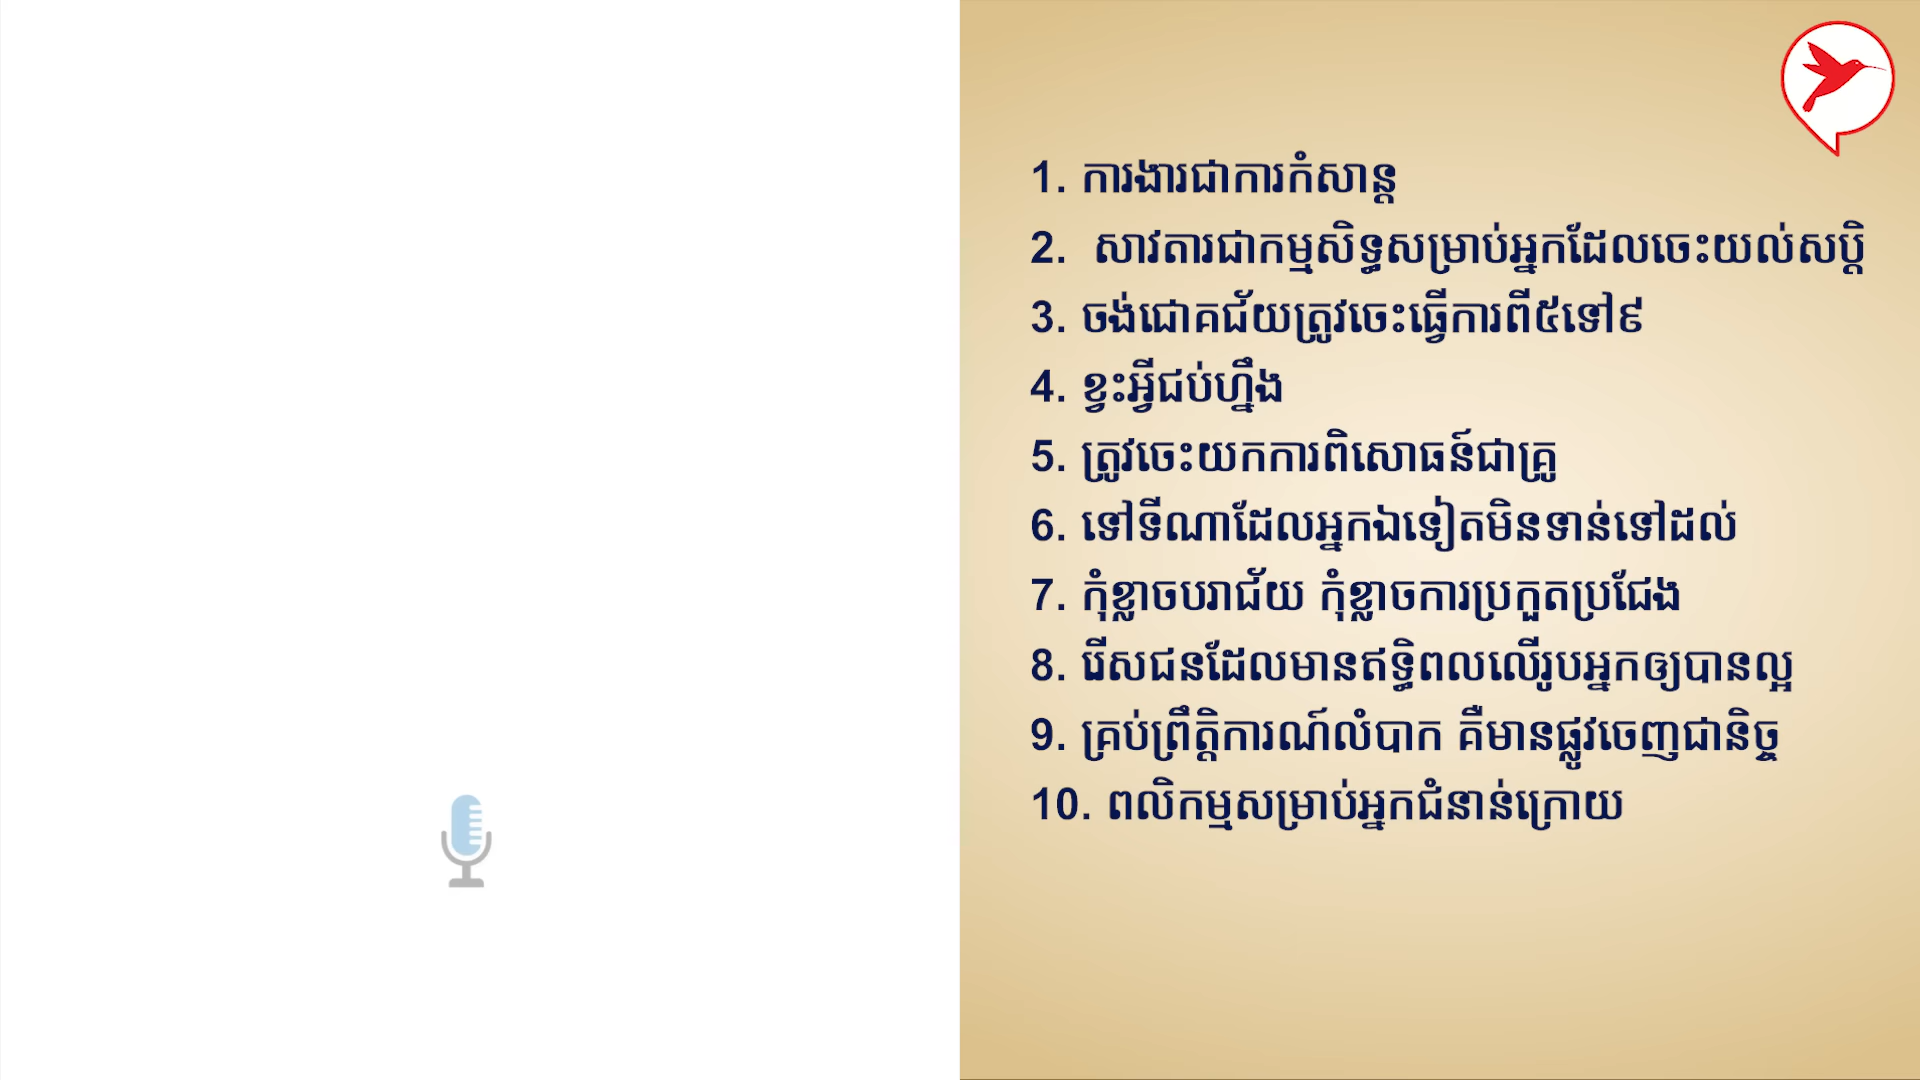 1. ការងារជាការកំសាន្ត
2. សាវតារជាកម្មសិទ្ធសម្រាប់អ្នកដែលចេះយល់សប្តិ
3. ចង់ជោគជ័យត្រូវចេះធ្វើការពី៥ទៅ៩
4. ខ្វះអ្វីជប់ហ្នឹង
5. ត្រូវចេះយកការពិសោធន៍ជាគ្រូ
6. ទៅទីណាដែលអ្នកឯទៀតមិនទាន់ទៅដល់
7. កុំខ្លាចបរាជ័យ កុំខ្លាចការប្រកួតប្រជែង
8. រើសជនដែលមានឥទ្ធិពលលើរូបអ្នកឲ្យបានល្អ
9. គ្រប់ព្រឹត្តិការណ៍លំបាក គឺមានផ្លូវចេញជានិច្ច
10. ពលិកម្មសម្រាប់អ្នកជំនាន់ក្រោយ